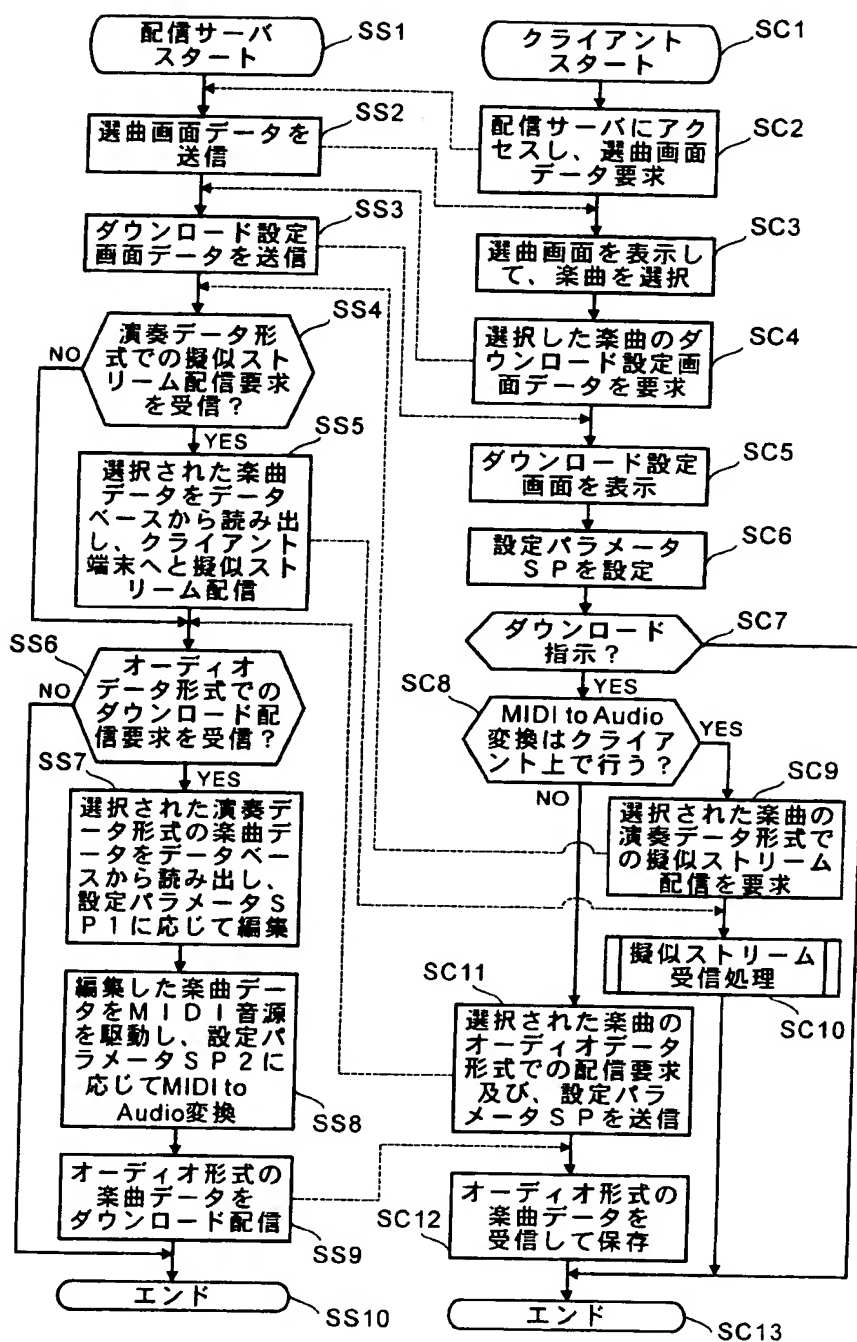 配信サーバ
スタート
SS1
選曲画面データを
送信
SS2
ダウンロード設定
画面データを送信
SS3
SS4
演奏データ形
式での擬似スト
リーム配信要求
を受信？
NO
YES
SS5
選択された楽曲
データをデータ
ベースから読み出
し、クライアント
端末へと擬似スト
リーム配信
SS6
オーディオ
データ形式での
ダウンロード配
信要求を受信？
NO
YES
SS7
選択された演奏デ
ータ形式の楽曲デ
ータをデータベー
スから読み出し、
設定パラメータS
P1に応じて編集
編集した楽曲デー
タをMIDI音源
を駆動し、設定パ
ラメータSP2に
応じてMIDI to
Audio変換
SS8
オーディオ形式の
楽曲データを
ダウンロード配信
SS9
エンド
SS10
クライアント
スタート
SC1
配信サーバにアク
セスし、選曲画面
データ要求
SC2
選曲画面を表示し
て、楽曲を選択
SC3
選択した楽曲のダ
ウンロード設定画
面データを要求
SC4
ダウンロード設定
画面を表示
SC5
設定パラメータ
SPを設定
SC6
ダウンロード
指示？
SC7
YES
SC8
MIDI to Audio
変換はクライア
ント上で行う？
YES
NO
SC9
選択された楽曲の
演奏データ形式で
の擬似ストリーム
配信を要求
擬似ストリーム
受信処理
SC10
SC11
選択された楽曲の
オーディオデータ
形式での配信要求
及び、設定パラ
メータSPを送信
オーディオ形式の
楽曲データを
受信して保存
SC12
エンド
SC13